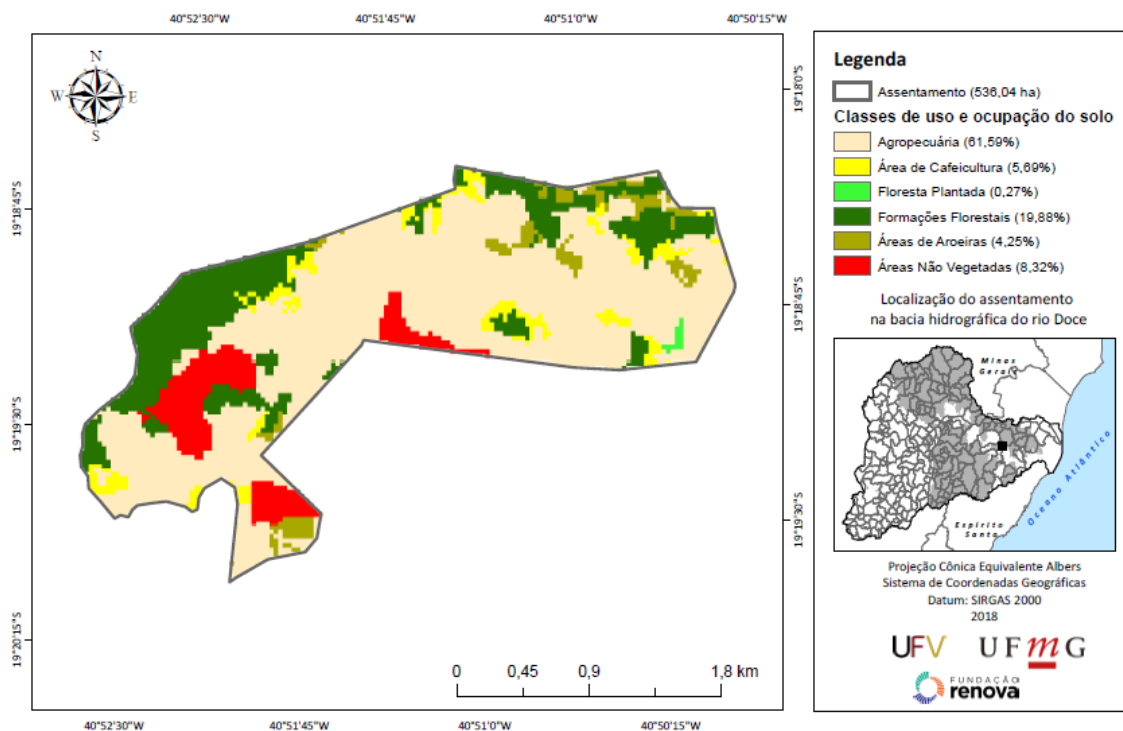 40°52'30"W
40°51'45"W
40°51'0"W
40°50'15"W
N
W
E
S
19°18'45"S
19°19'30"S
19°20'15"S
19°18'0"S
19°18'45"S
19°19'30"S
0
0,45
0,9
1,8 km
40°52'30"W
40°51'45"W
40°51'0"W
40°50'15"W
Legenda
Assentamento (536,04 ha)
Classes de uso e ocupação do solo
Agropecuária (61,59%)
Área de Cafeicultura (5,69%)
Floresta Plantada (0,27%)
Formações Florestais (19,88%)
Áreas de Aroeiras (4,25%)
Áreas Não Vegetadas (8,32%)
Localização do assentamento
na bacia hidrográfica do rio Doce
Minas
Gerais
Oceano Atlântico
Espírito
Santo
Projeção Cônica Equivalente Albers
Sistema de Coordenadas Geográficas
Datum: SIRGAS 2000
2018
UFV
UFmG
FUNDAÇÃO
renova